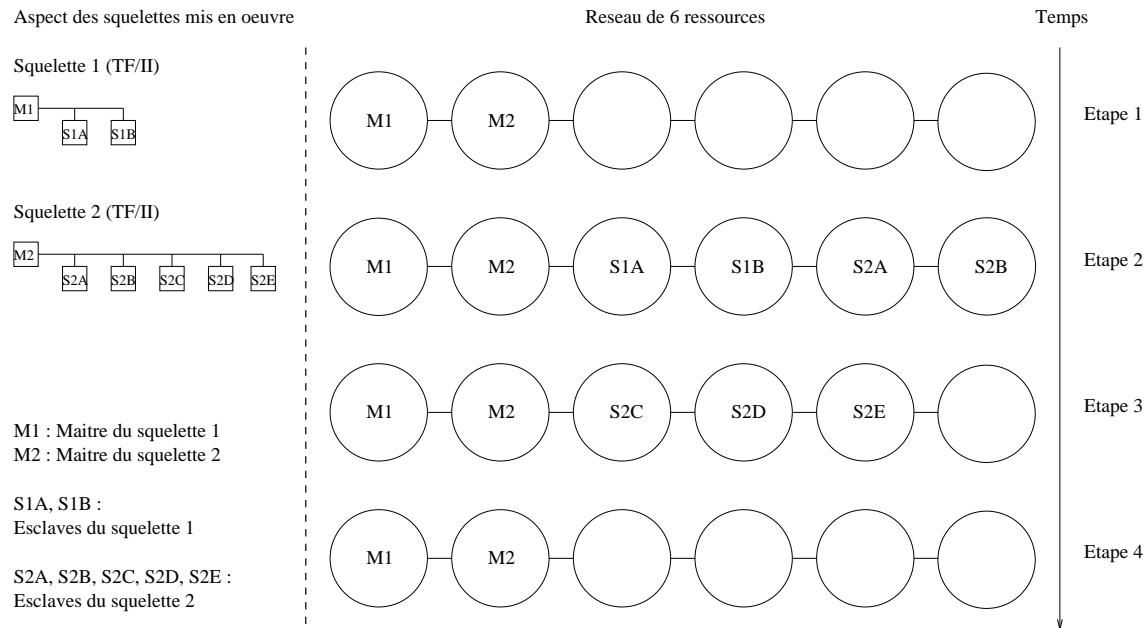 Aspect des squelettes mis en oeuvre
Reseau de 6 ressources
Temps
Squelette 1 (TF/II)
M1
S1A S1B
M1 M2
Etape 1
Squelette 2 (TF/II)
M2
S2A S2B S2C S2D S2E
M1 M2 S1A S1B S2A S2B
Etape 2
M1 M2 S2C S2D S2E
Etape 3
M1 : Maitre du squelette 1
M2 : Maitre du squelette 2
S1A, S1B :
Esclaves du squelette 1
M1 M2
Etape 4
S2A, S2B, S2C, S2D, S2E :
Esclaves du squelette 2